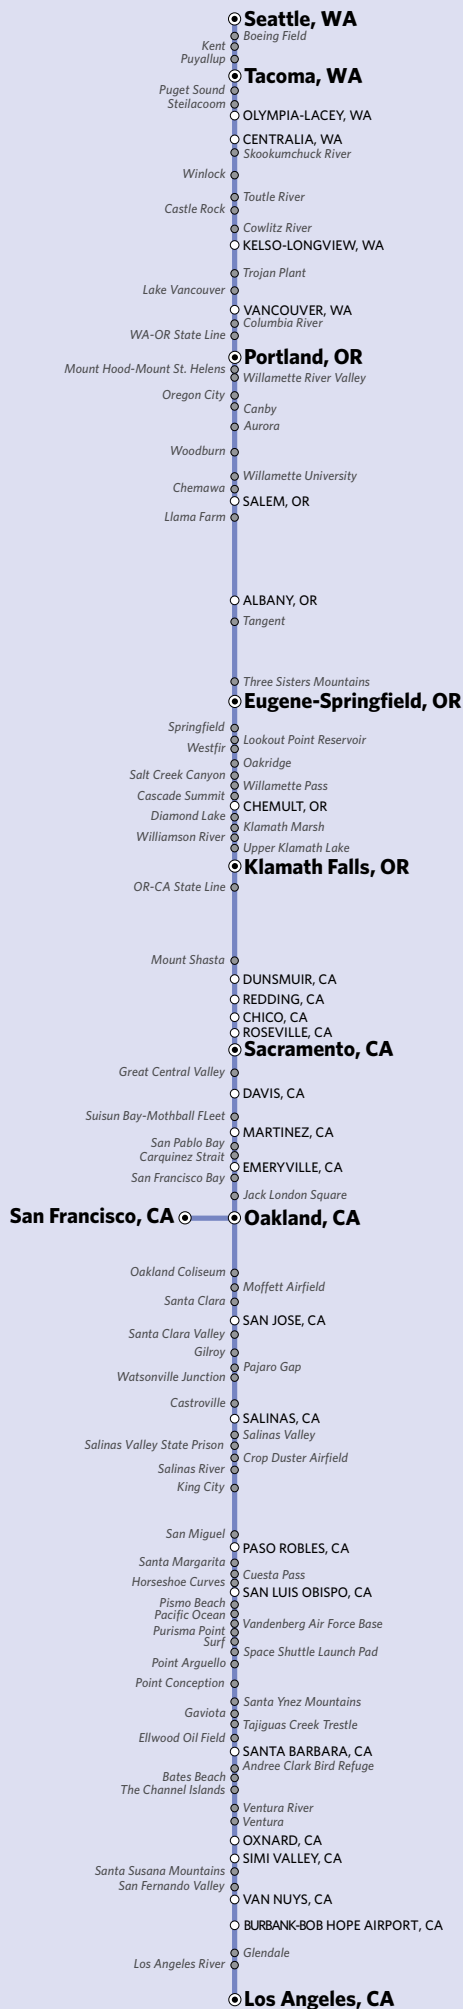 Seattle, WA
Boeing Field
Kent
Puyallup
Tacoma, WA
Puget Sound
Steilacoom
OLYMPIA-LACEY, WA
CENTRALIA, WA
Skookumchuck River
Winlock
Toutle River
Castle Rock
Cowlitz River
KELSO-LONGVIEW, WA
Trojan Plant
Lake Vancouver
VANCOUVER, WA
Columbia River
WA-OR State Line
Portland, OR
Mount Hood-Mount St. Helens
Willamette River Valley
Oregon City
Canby
Aurora
Woodburn
Willamette University
Chemawa
SALEM, OR
Llama Farm
ALBANY, OR
Tangent
Three Sisters Mountains
Eugene-Springfield, OR
Springfield
Lookout Point Reservoir
Westfir
Oakridge
Salt Creek Canyon
Willamette Pass
Cascade Summit
CHEMULT, OR
Diamond Lake
Klamath Marsh
Williamson River
Upper Klamath Lake
Klamath Falls, OR
OR-CA State Line
Mount Shasta
DUNSMUIR, CA
REDDING, CA
CHICO, CA
ROSEVILLE, CA
Sacramento, CA
Great Central Valley
DAVIS, CA
Suisun Bay-Mothball FLeet
MARTINEZ, CA
San Pablo Bay
Carquinez Strait
EMERYVILLE, CA
San Francisco Bay
Jack London Square
San Francisco, CA
Oakland, CA
Oakland Coliseum
Moffett Airfield
Santa Clara
SAN JOSE, CA
Santa Clara Valley
Gilroy
Pajaro Gap
Watsonville Junction
Castroville
SALINAS, CA
Salinas Valley
Salinas Valley State Prison
Crop Duster Airfield
Salinas River
King City
San Miguel
PASO ROBLES, CA
Santa Margarita
Cuesta Pass
Horseshoe Curves
SAN LUIS OBISPO, CA
Pismo Beach
Pacific Ocean
Vandenberg Air Force Base
Purisma Point
Surf
Space Shuttle Launch Pad
Point Arguello
Point Conception
Santa Ynez Mountains
Gaviota
Tajiguas Creek Trestle
Ellwood Oil Field
SANTA BARBARA, CA
Andree Clark Bird Refuge
Bates Beach
The Channel Islands
Ventura River
Ventura
OXNARD, CA
SIMI VALLEY, CA
Santa Susana Mountains
San Fernando Valley
VAN NUYS, CA
BURBANK-BOB HOPE AIRPORT, CA
Glendale
Los Angeles River
Los Angeles, CA